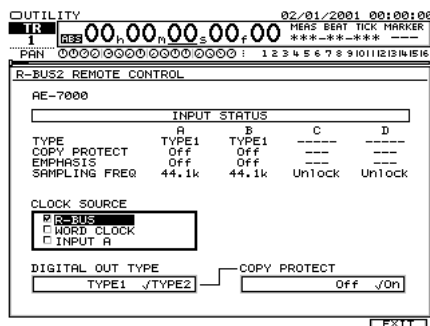 UTILITY 02/01/2001 00:00:00
TR 1 ABS 00h00m00s00f00 MEAS BEAT TICK MARKER
***-**-*** ---
PAN 1 2 3 4 5 6 7 8 9 10 11 12 13 14 15 16
R-BUS2 REMOTE CONTROL
AE-7000
INPUT STATUS
A B C D
TYPE TYPE1 TYPE1 ----- -----
COPY PROTECT Off Off --- ---
EMPHASIS Off Off --- ---
SAMPLING FREQ 44.1k 44.1k Unlock Unlock
CLOCK SOURCE
R-BUS
WORD CLOCK
INPUT A
DIGITAL OUT TYPE COPY PROTECT
TYPE1 √TYPE2 Off √On
EXIT